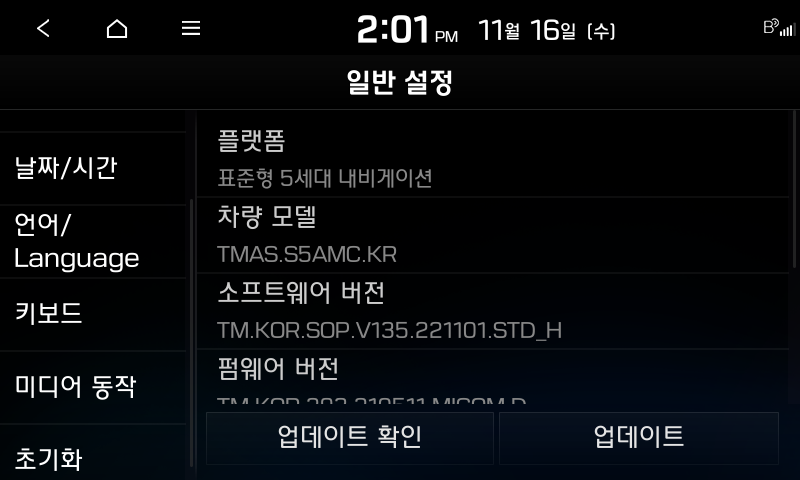 2:01 PM 11월 16일 (수)
일반 설정
날짜/시간
언어/
Language
키보드
미디어 동작
초기화
플랫폼
표준형 5세대 내비게이션
차량 모델
TMAS.S5AMC.KR
소프트웨어 버전
TM.KOR.SOP.V135.221101.STD_H
펌웨어 버전
업데이트 확인
업데이트